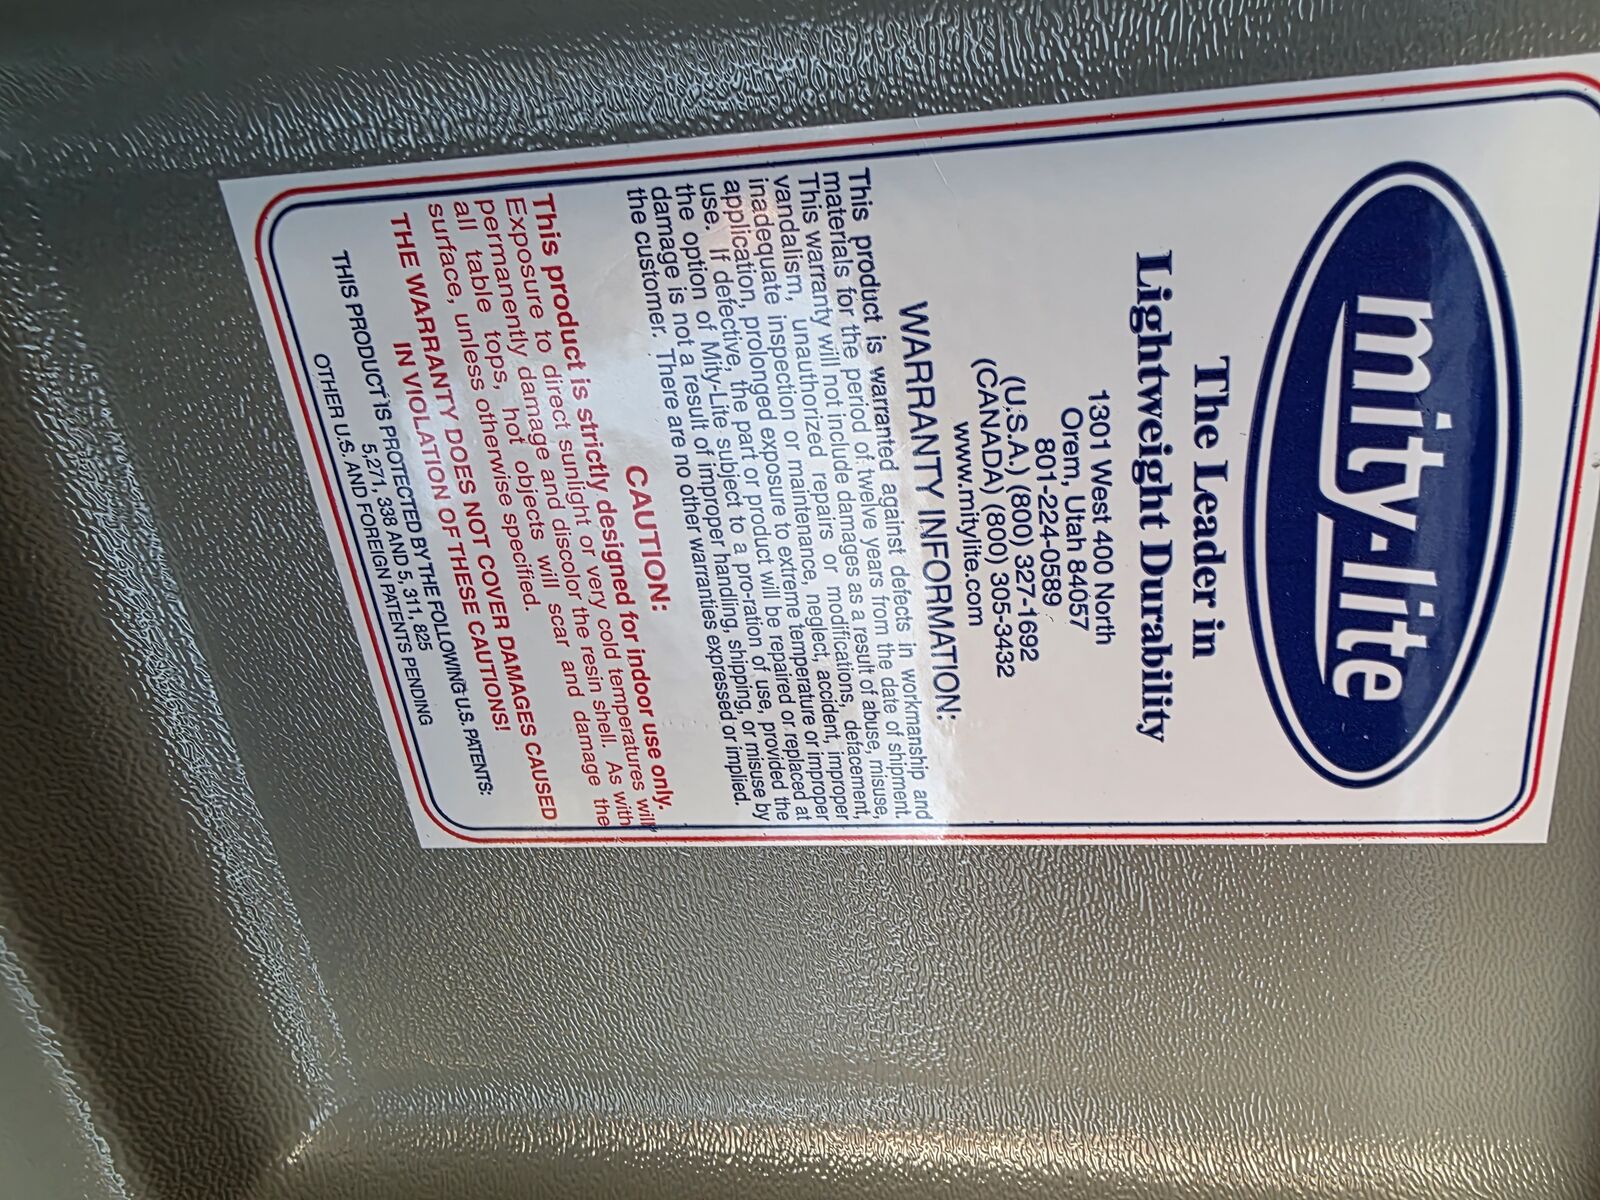 mity-lite
The Leader in
Lightweight Durability
1301 West 400 North
Orem, Utah 84057
801-224-0589
(U.S.A.) (800) 327-1692
(CANADA) (800) 305-3432
www.mitylite.com
WARRANTY INFORMATION:
This product is warranted against defects in workmanship and
materials for the period of twelve years from the date of shipment.
This warranty will not include damages as a result of abuse, misuse,
vandalism, unauthorized repairs or modifications, defacement,
inadequate inspection or maintenance, neglect, accident, improper
application, prolonged exposure to extreme temperature or improper
use. If defective, the part or product will be repaired or replaced at
the option of Mity-Lite subject to a pro-ration of use, provided the
damage is not a result of improper handling, shipping, or misuse by
the customer. There are no other warranties expressed or implied.
CAUTION:
This product is strictly designed for indoor use only.
Exposure to direct sunlight or very cold temperatures will
permanently damage and discolor the resin shell. As with
all table tops, hot objects will scar and damage the
surface, unless otherwise specified.
THE WARRANTY DOES NOT COVER DAMAGES CAUSED
IN VIOLATION OF THESE CAUTIONS!
THIS PRODUCT IS PROTECTED BY THE FOLLOWING U.S. PATENTS:
5,271, 338 AND 5, 311, 825
OTHER U.S. AND FOREIGN PATENTS PENDING